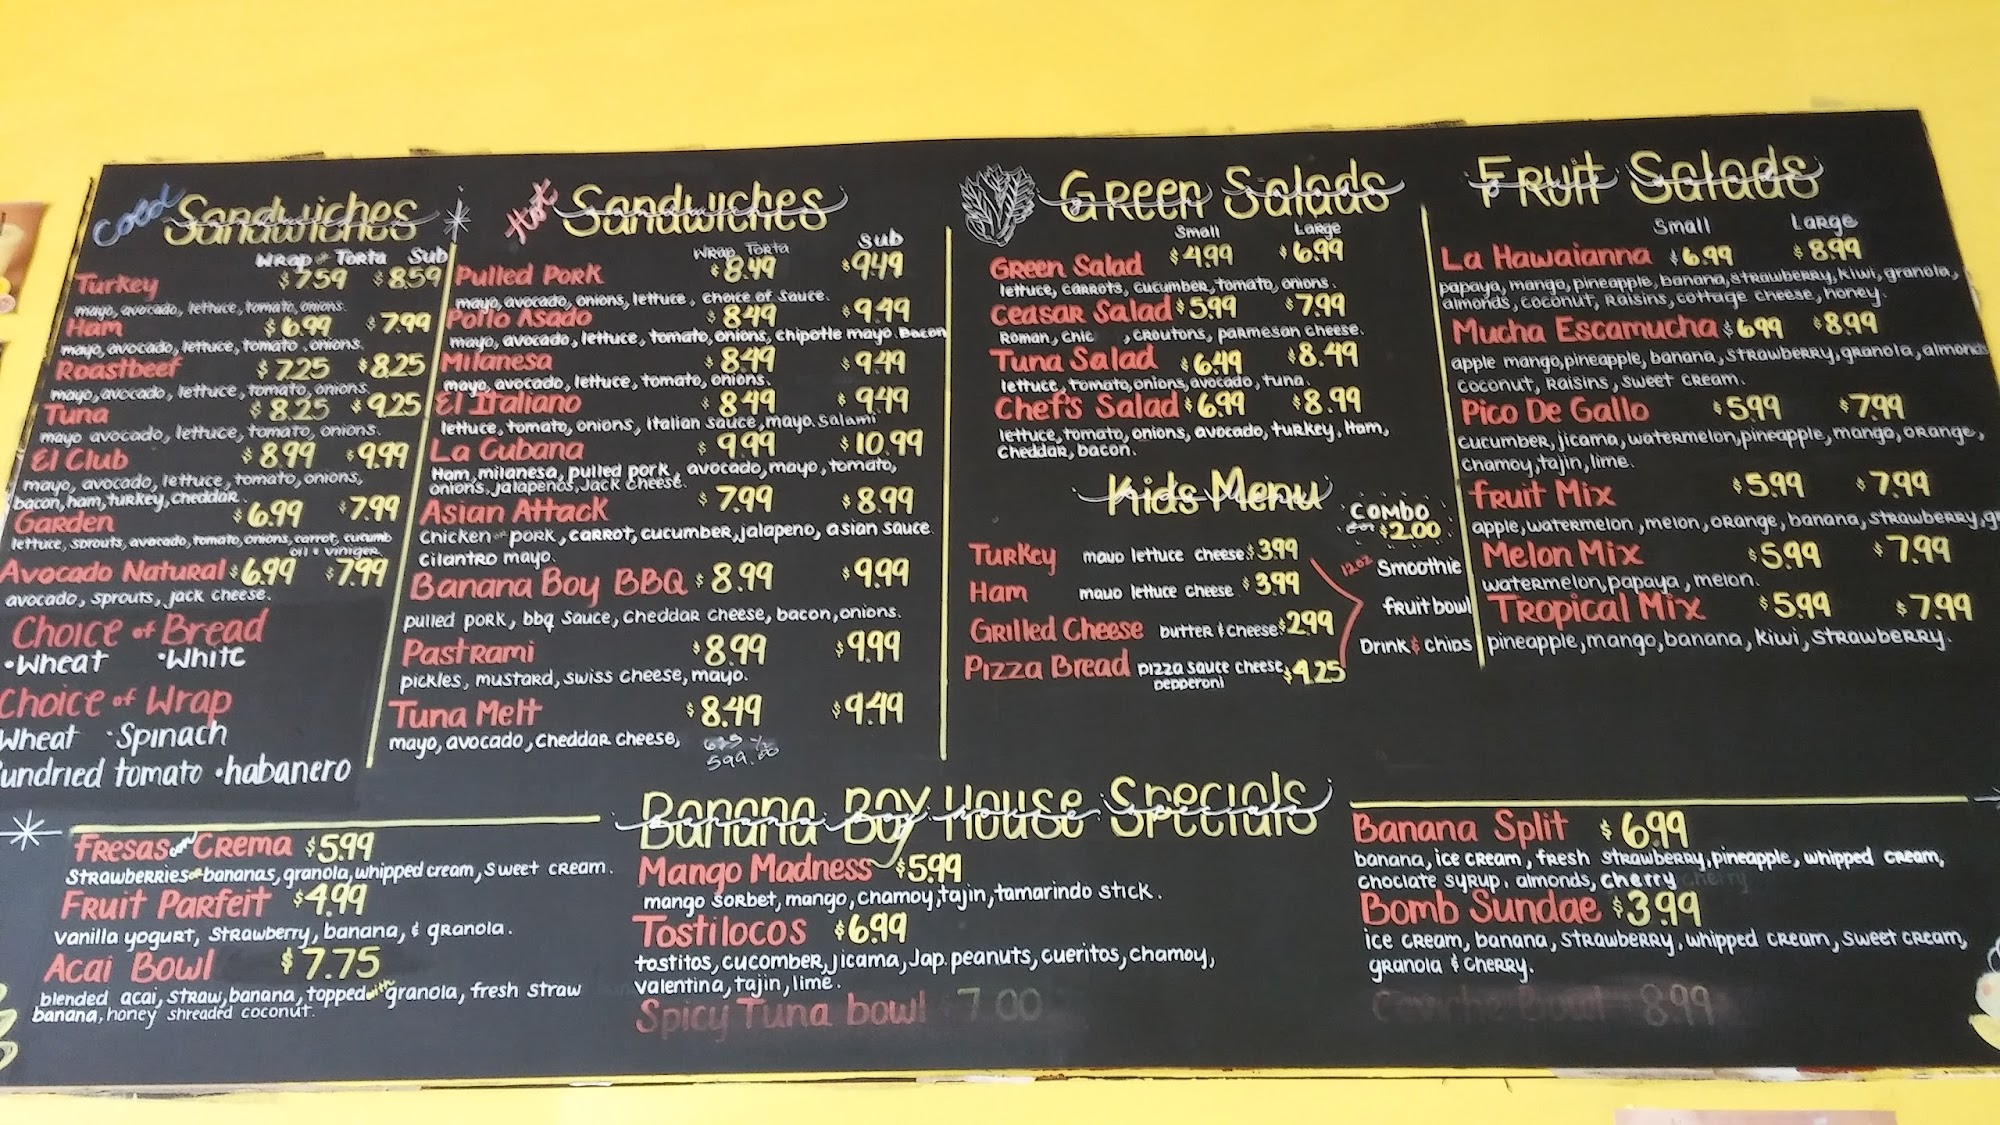 Cold Sandwiches
Wrap or Torta Sub
Turkey $7.59 $8.59
mayo, avocado, lettuce, tomato, onions.
Ham $6.99 $7.99
mayo, avocado, lettuce, tomato, onions.
Roastbeef $7.25 $8.25
mayo, avocado, lettuce, tomato, onions.
Tuna $8.25 $9.25
mayo avocado, lettuce, tomato, onions.
El Club $8.99 $9.99
mayo, avocado, lettuce, tomato, onions,
bacon, ham, turkey, cheddar.
Garden $6.99 $7.99
lettuce, sprouts, avocado, tomato, onions, carrot, cucumb
oil & viniger
Avocado Natural $6.99 $7.99
avocado, sprouts, jack cheese.
Choice of Bread
•Wheat •White
Choice of Wrap
Wheat •Spinach
undried tomato •habanero
Hot Sandwiches
Wrap Torta Sub
Pulled Pork $8.49 $9.49
mayo, avocado, onions, lettuce, choice of sauce.
Pollo Asado $8.49 $9.49
mayo, avocado, lettuce, tomato, onions, chipotle mayo. Bacon
Milanesa $8.49 $9.49
mayo, avocado, lettuce, tomato, onions.
El Italiano $8.49 $9.49
lettuce, tomato, onions, italian sauce, mayo. salami
La Cubana $9.99 $10.99
Ham, milanesa, pulled pork, avocado, mayo, tomato,
onions, jalapeños, Jack cheese.
Asian Attack $7.99 $8.99
chicken or pork, carrot, cucumber, jalapeno, asian sauce
cilantro mayo.
Banana Boy BBQ $8.99 $9.99
pulled pork, bbq sauce, cheddar cheese, bacon, onions.
Pastrami $8.99 $9.99
pickles, mustard, swiss cheese, mayo.
Tuna Melt $8.49 $9.49
mayo, avocado, cheddar cheese,
Green Salads
Small Large
Green Salad $4.99 $6.99
lettuce, carrots, cucumber, tomato, onions.
Ceasar Salad $5.99 $7.99
Roman, chic , croutons, parmesan cheese.
Tuna Salad $6.49 $8.49
lettuce, tomato, onions, avocado, tuna.
Chef's Salad $6.99 $8.99
lettuce, tomato, onions, avocado, turkey, Ham,
cheddar, bacon.
Kids Menu
Turkey mayo lettuce cheese $3.99
Ham mayo lettuce cheese $3.99
Grilled Cheese butter & cheese $2.99
Pizza Bread pizza sauce cheese $4.25
pepperoni
COMBO
for $2.00
12oz Smoothie
fruit bowl
Drink & chips
Fruit Salads
Small Large
La Hawaianna $6.99 $8.99
papaya, mango, pineapple, banana, strawberry, kiwi, granola,
almonds, coconut, raisins, cottage cheese, honey.
Mucha Escamucha $6.99 $8.99
apple mango, pineapple, banana, strawberry, granola, almonds
coconut, raisins, sweet cream.
Pico De Gallo $5.99 $7.99
cucumber, jicama, watermelon, pineapple, mango, orange,
chamoy, tajin, lime.
fruit Mix $5.99 $7.99
apple, watermelon, melon, orange, banana, strawberry, g
Melon Mix $5.99 $7.99
watermelon, papaya, melon.
Tropical Mix $5.99 $7.99
pineapple, mango, banana, kiwi, strawberry.
Fresas con Crema $5.99
strawberries or bananas, granola, whipped cream, sweet cream.
Fruit Parfeit $4.99
vanilla yogurt, strawberry, banana, & granola.
Acai Bowl $7.75
blended acai, straw, banana, topped with granola, fresh straw
banana, honey shreaded coconut.
Banana Boy House Specials
Mango Madness $5.99
mango sorbet, mango, chamoy, tajin, tamarindo stick.
Tostilocos $6.99
tostitos, cucomber, jicama, Jap. peanuts, cueritos, chamoy,
valentina, tajin, lime.
Spicy Tuna bowl $7.00
Banana Split $6.99
banana, ice cream, fresh strawberry, pineapple, whipped cream,
choclate syrup, almonds, cherry cherry
Bomb Sundae $3.99
ice cream, banana, strawberry, whipped cream, sweet cream,
granola & cherry.
Bowl 8.99